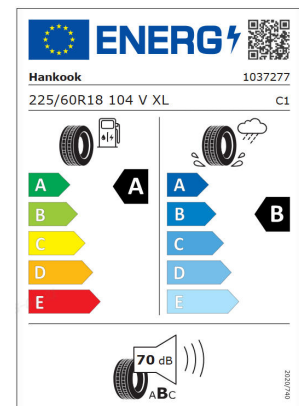 ENERG
Hankook 1037277
225/60R18 104 V XL C1
A A A
B B B
C C
D D
E E
70 dB
ABC
2020/740